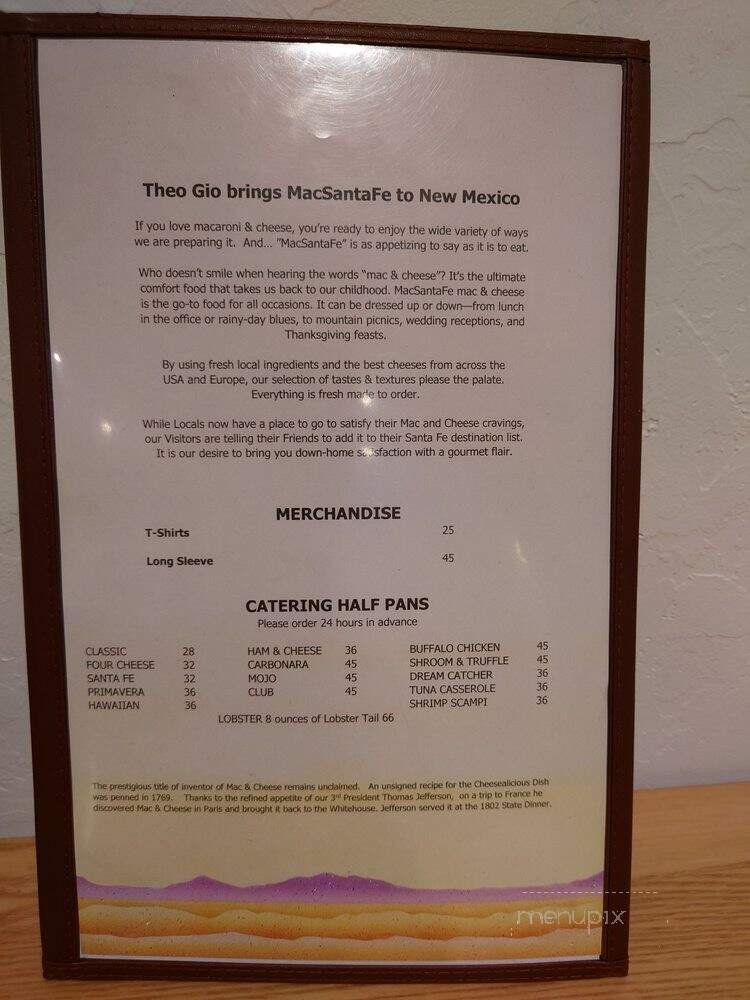 Theo Gio brings MacSantaFe to New Mexico
If you love macaroni & cheese, you're ready to enjoy the wide variety of ways
we are preparing it. And... "MacSantaFe" is as appetizing to say as it is to eat.
Who doesn't smile when hearing the words "mac & cheese"? It's the ultimate
comfort food that takes us back to our childhood. MacSantaFe mac & cheese
is the go-to food for all occasions. It can be dressed up or down—from lunch
in the office or rainy-day blues, to mountain picnics, wedding receptions, and
Thanksgiving feasts.
By using fresh local ingredients and the best cheeses from across the
USA and Europe, our selection of tastes & textures please the palate.
Everything is fresh made to order.
While Locals now have a place to go to satisfy their Mac and Cheese cravings,
our Visitors are telling their Friends to add it to their Santa Fe destination list.
It is our desire to bring you down-home satisfaction with a gourmet flair.
MERCHANDISE
T-Shirts 25
Long Sleeve 45
CATERING HALF PANS
Please order 24 hours in advance
CLASSIC 28 HAM & CHEESE 36 BUFFALO CHICKEN 45
FOUR CHEESE 32 CARBONARA 45 SHROOM & TRUFFLE 45
SANTA FE 32 MOJO 45 DREAM CATCHER 36
PRIMAVERA 36 CLUB 45 TUNA CASSEROLE 36
HAWAIIAN 36 SHRIMP SCAMPI 36
LOBSTER 8 ounces of Lobster Tail 66
The prestigious title of inventor of Mac & Cheese remains unclaimed. An unsigned recipe for the Cheesealicious Dish
was penned in 1769. Thanks to the refined appetite of our 3rd President Thomas Jefferson, on a trip to France he
discovered Mac & Cheese in Paris and brought it back to the Whitehouse. Jefferson served it at the 1802 State Dinner.
menupix